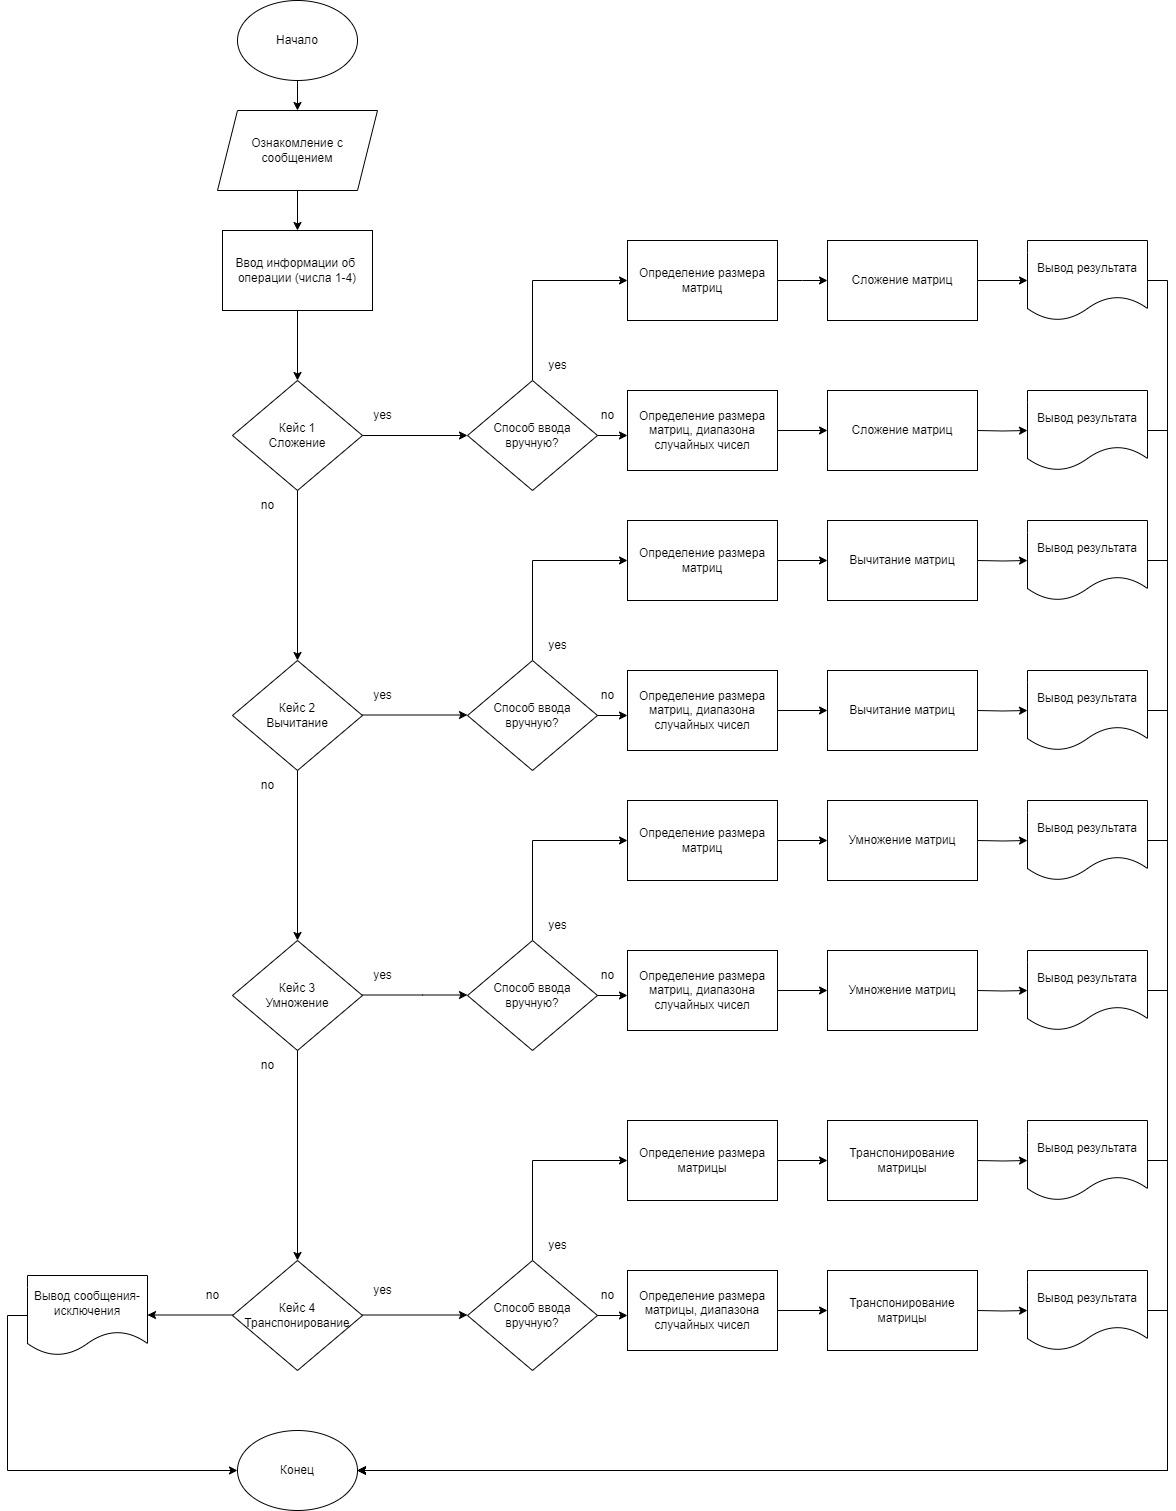 Начало
Ознакомление с
сообщением
Ввод информации об
операции (числа 1-4)
Определение размера
матриц
Сложение матриц
Вывод результата
yes
Кейс 1
Сложение
yes
Способ ввода
вручную?
no
Определение размера
матриц, диапазона
случайных чисел
Сложение матриц
Вывод результата
no
Определение размера
матриц
Вычитание матриц
Вывод результата
yes
Кейс 2
Вычитание
yes
Способ ввода
вручную?
no
Определение размера
матриц, диапазона
случайных чисел
Вычитание матриц
Вывод результата
no
Определение размера
матриц
Умножение матриц
Вывод результата
yes
Кейс 3
Умножение
yes
Способ ввода
вручную?
no
Определение размера
матриц, диапазона
случайных чисел
Умножение матриц
Вывод результата
no
Определение размера
матрицы
Транспонирование
матрицы
Вывод результата
yes
Вывод сообщения-
исключения
no
Кейс 4
Транспонирование
yes
Способ ввода
вручную?
no
Определение размера
матрицы, диапазона
случайных чисел
Транспонирование
матрицы
Вывод результата
Конец